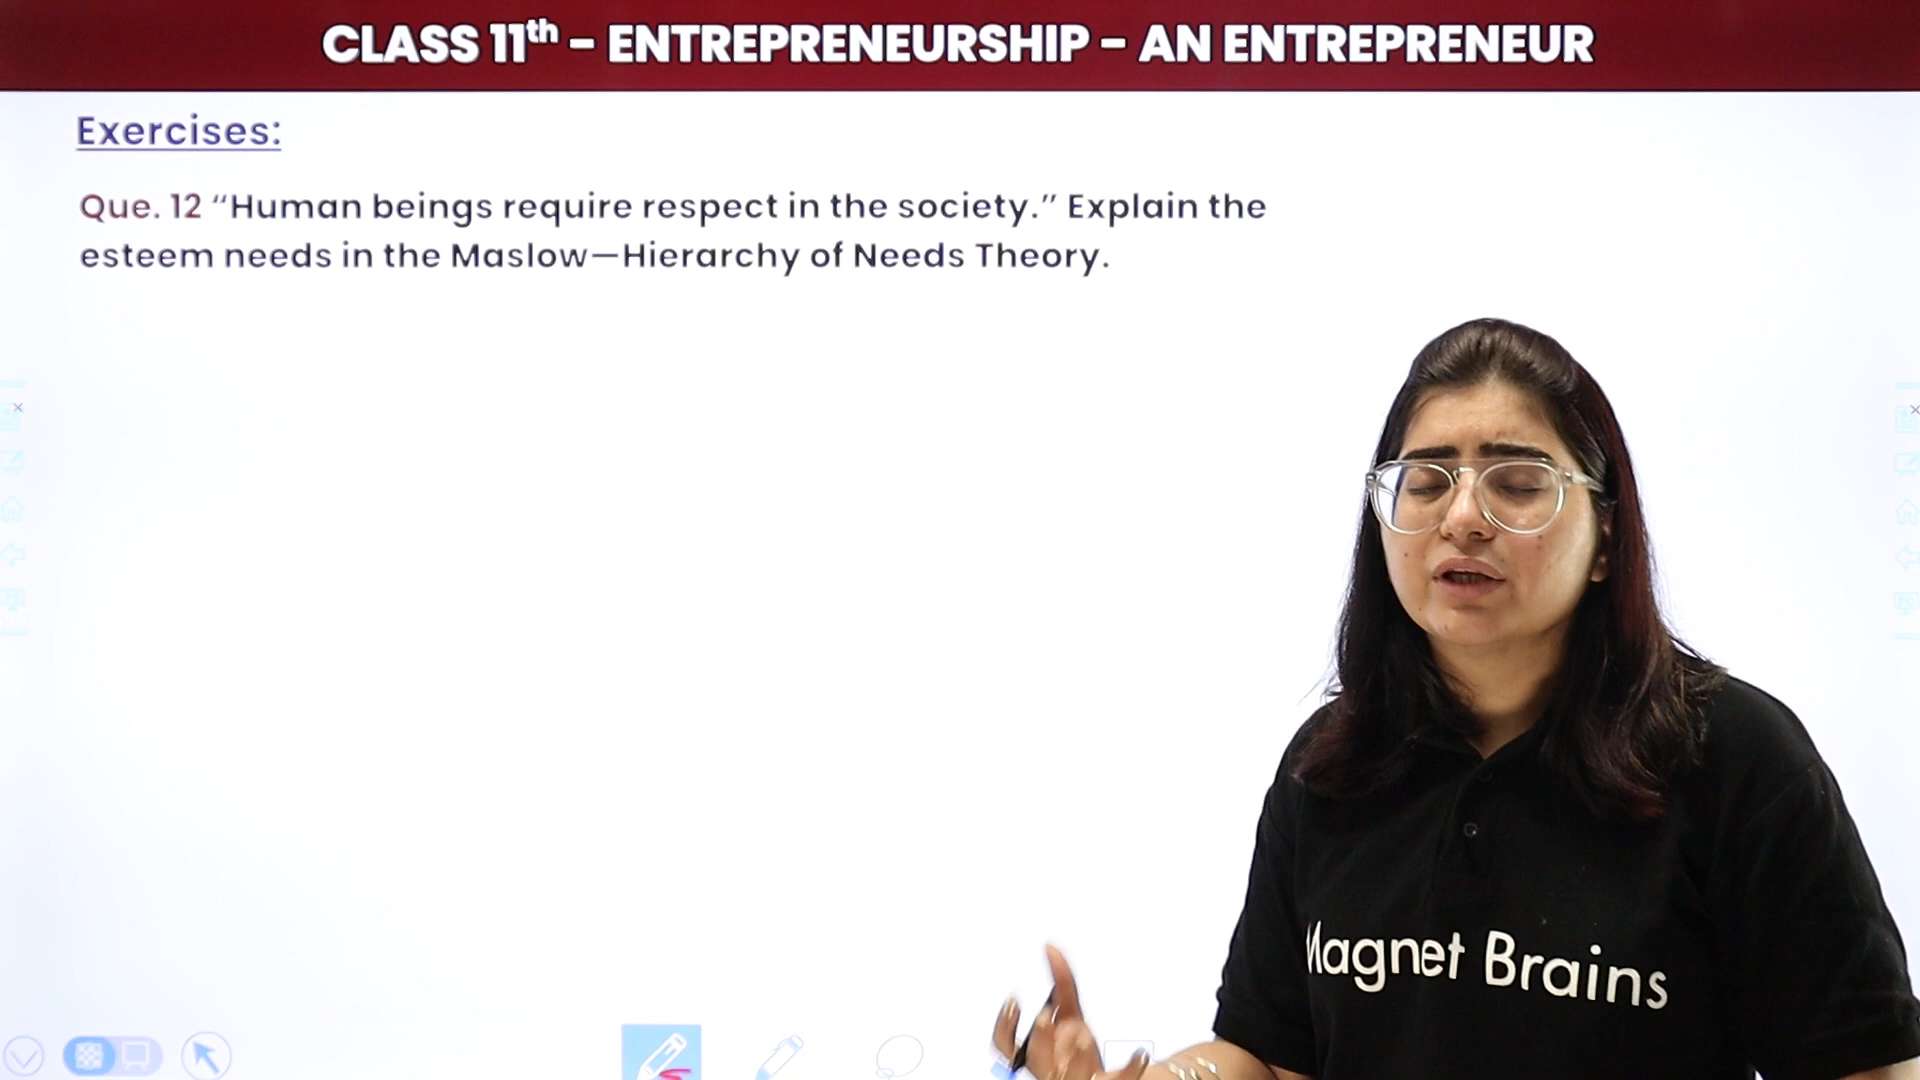 CLASS 11th – ENTREPRENEURSHIP – AN ENTREPRENEUR
Exercises:
Que. 12 “Human beings require respect in the society.” Explain the
esteem needs in the Maslow—Hierarchy of Needs Theory.
Magnet Brains